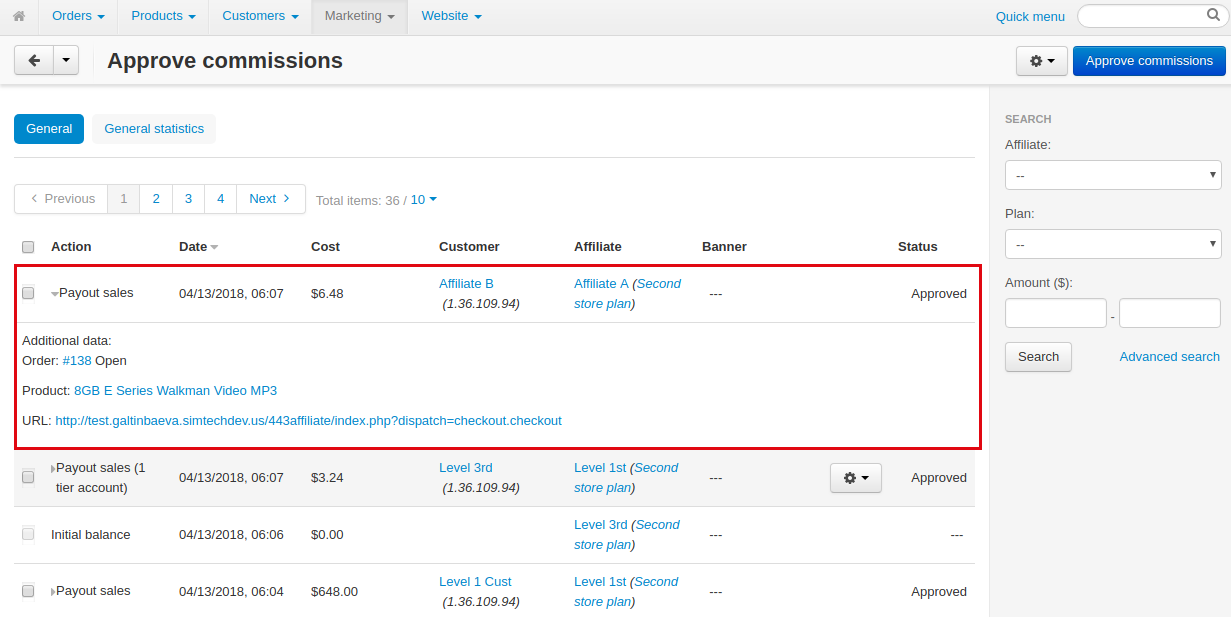 Orders Products Customers Marketing Website Quick menu
Approve commissions Approve commissions
General General statistics
Previous 1 2 3 4 Next Total items: 36 / 10
Action Date Cost Customer Affiliate Banner Status
Payout sales 04/13/2018, 06:07 $6.48 Affiliate B Affiliate A (Second --- Approved
(1.36.109.94) store plan)
Additional data:
Order: #138 Open
Product: 8GB E Series Walkman Video MP3
URL: http://test.galtinbaeva.simtechdev.us/443affiliate/index.php?dispatch=checkout.checkout
Payout sales (1 04/13/2018, 06:07 $3.24 Level 3rd Level 1st (Second --- Approved
tier account) (1.36.109.94) store plan)
Initial balance 04/13/2018, 06:06 $0.00 Level 3rd (Second --- ---
store plan)
Payout sales 04/13/2018, 06:04 $648.00 Level 1 Cust Level 1st (Second --- Approved
(1.36.109.94) store plan)
SEARCH
Affiliate:
--
Plan:
--
Amount ($):
-
Search Advanced search